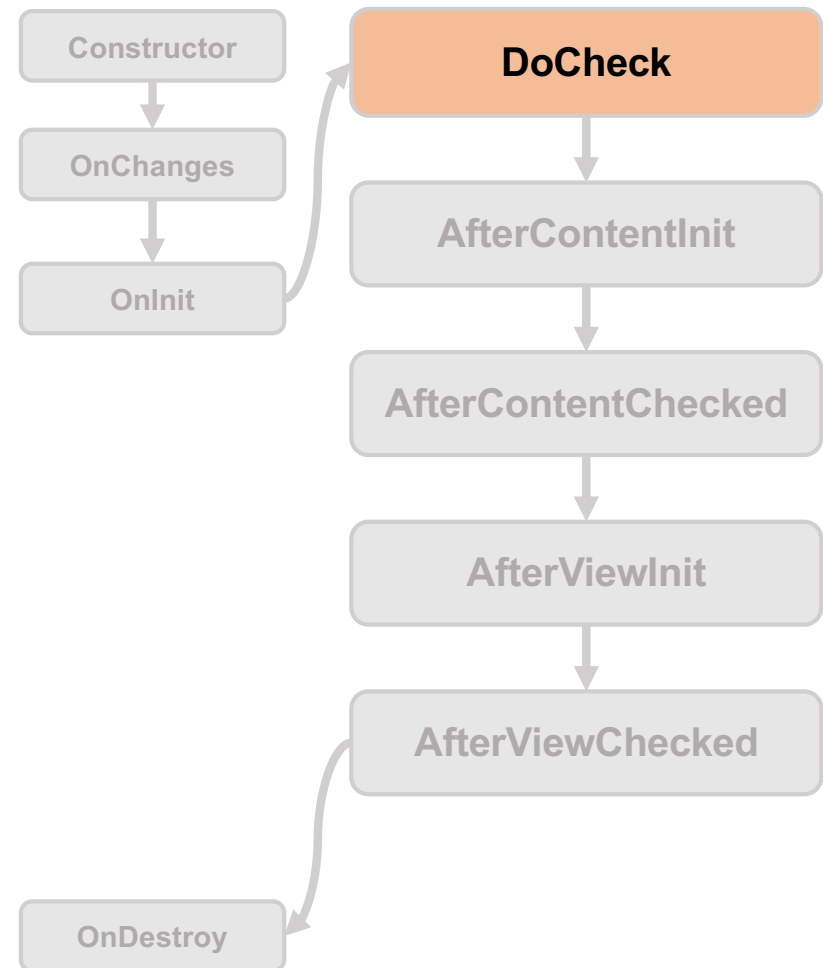 Constructor
OnChanges
OnInit
DoCheck
AfterContentInit
AfterContentChecked
AfterViewInit
AfterViewChecked
OnDestroy